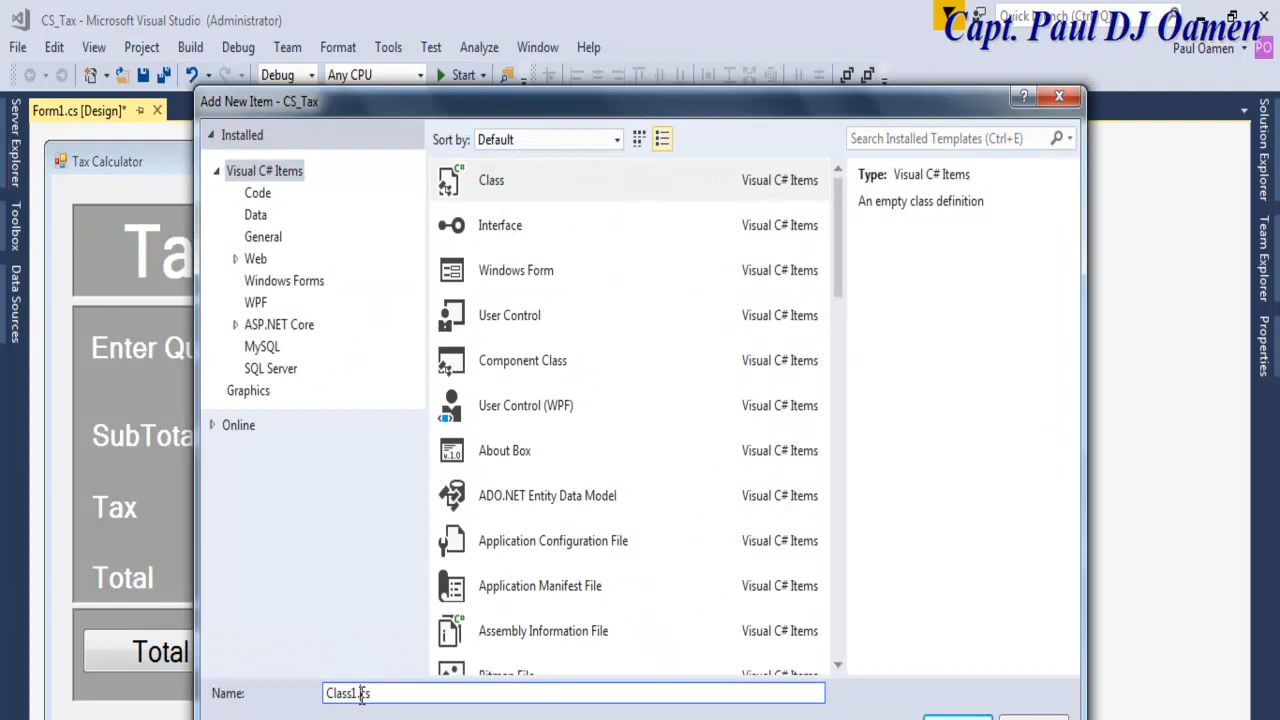 CS_Tax - Microsoft Visual Studio (Administrator)
Capt. Paul DJ Oamen
File Edit View Project Build Debug Team Format Tools Test Analyze Window Help
Paul Oamen PO
Debug Any CPU Start
Form1.cs [Design]*
Add New Item - CS_Tax
Server Explorer
Toolbox
Data Sources
Solution Explorer
Team Explorer
Properties
Tax Calculator
Ta
Enter Qu
SubTota
Tax
Total
Total
Installed
Visual C# Items
Code
Data
General
Web
Windows Forms
WPF
ASP.NET Core
MySQL
SQL Server
Graphics
Online
Sort by: Default
Search Installed Templates (Ctrl+E)
Class Visual C# Items
Interface Visual C# Items
Windows Form Visual C# Items
User Control Visual C# Items
Component Class Visual C# Items
User Control (WPF) Visual C# Items
About Box Visual C# Items
ADO.NET Entity Data Model Visual C# Items
Application Configuration File Visual C# Items
Application Manifest File Visual C# Items
Assembly Information File Visual C# Items
Bitmap File Visual C# Items
Type: Visual C# Items
An empty class definition
Name: Class1.cs